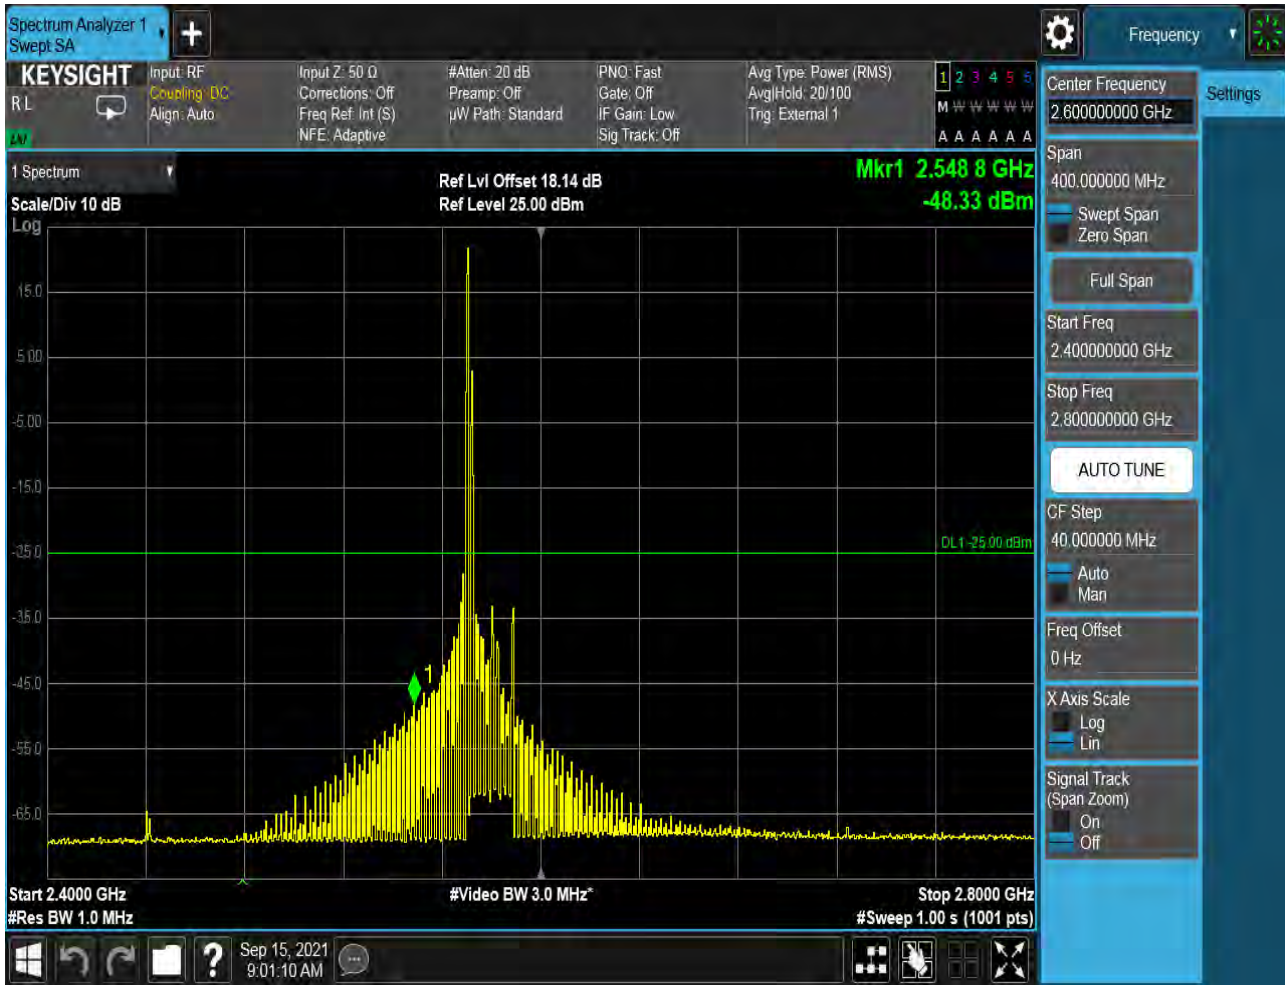 Spectrum Analyzer 1
Swept SA
Frequency
KEYSIGHT
R L
Input: RF
Coupling: DC
Align: Auto
Input Z: 50 Ω
Corrections: Off
Freq Ref: Int (S)
NFE: Adaptive
#Atten: 20 dB
Preamp: Off
µW Path: Standard
PNO: Fast
Gate: Off
IF Gain: Low
Sig Track: Off
Avg Type: Power (RMS)
Avg|Hold: 20/100
Trig: External 1
1 2 3 4 5 6
M W W W W W
A A A A A A
1 Spectrum
Scale/Div 10 dB
Log
Ref Lvl Offset 18.14 dB
Ref Level 25.00 dBm
Mkr1 2.548 8 GHz
-48.33 dBm
15.0
5.00
-5.00
-15.0
-25.0
-35.0
-45.0
-55.0
-65.0
DL1 -25.00 dBm
1
Start 2.4000 GHz
#Res BW 1.0 MHz
#Video BW 3.0 MHz*
Stop 2.8000 GHz
#Sweep 1.00 s (1001 pts)
Center Frequency
2.600000000 GHz
Settings
Span
400.000000 MHz
Swept Span
Zero Span
Full Span
Start Freq
2.400000000 GHz
Stop Freq
2.800000000 GHz
AUTO TUNE
CF Step
40.000000 MHz
Auto
Man
Freq Offset
0 Hz
X Axis Scale
Log
Lin
Signal Track
(Span Zoom)
On
Off
?
Sep 15, 2021
9:01:10 AM